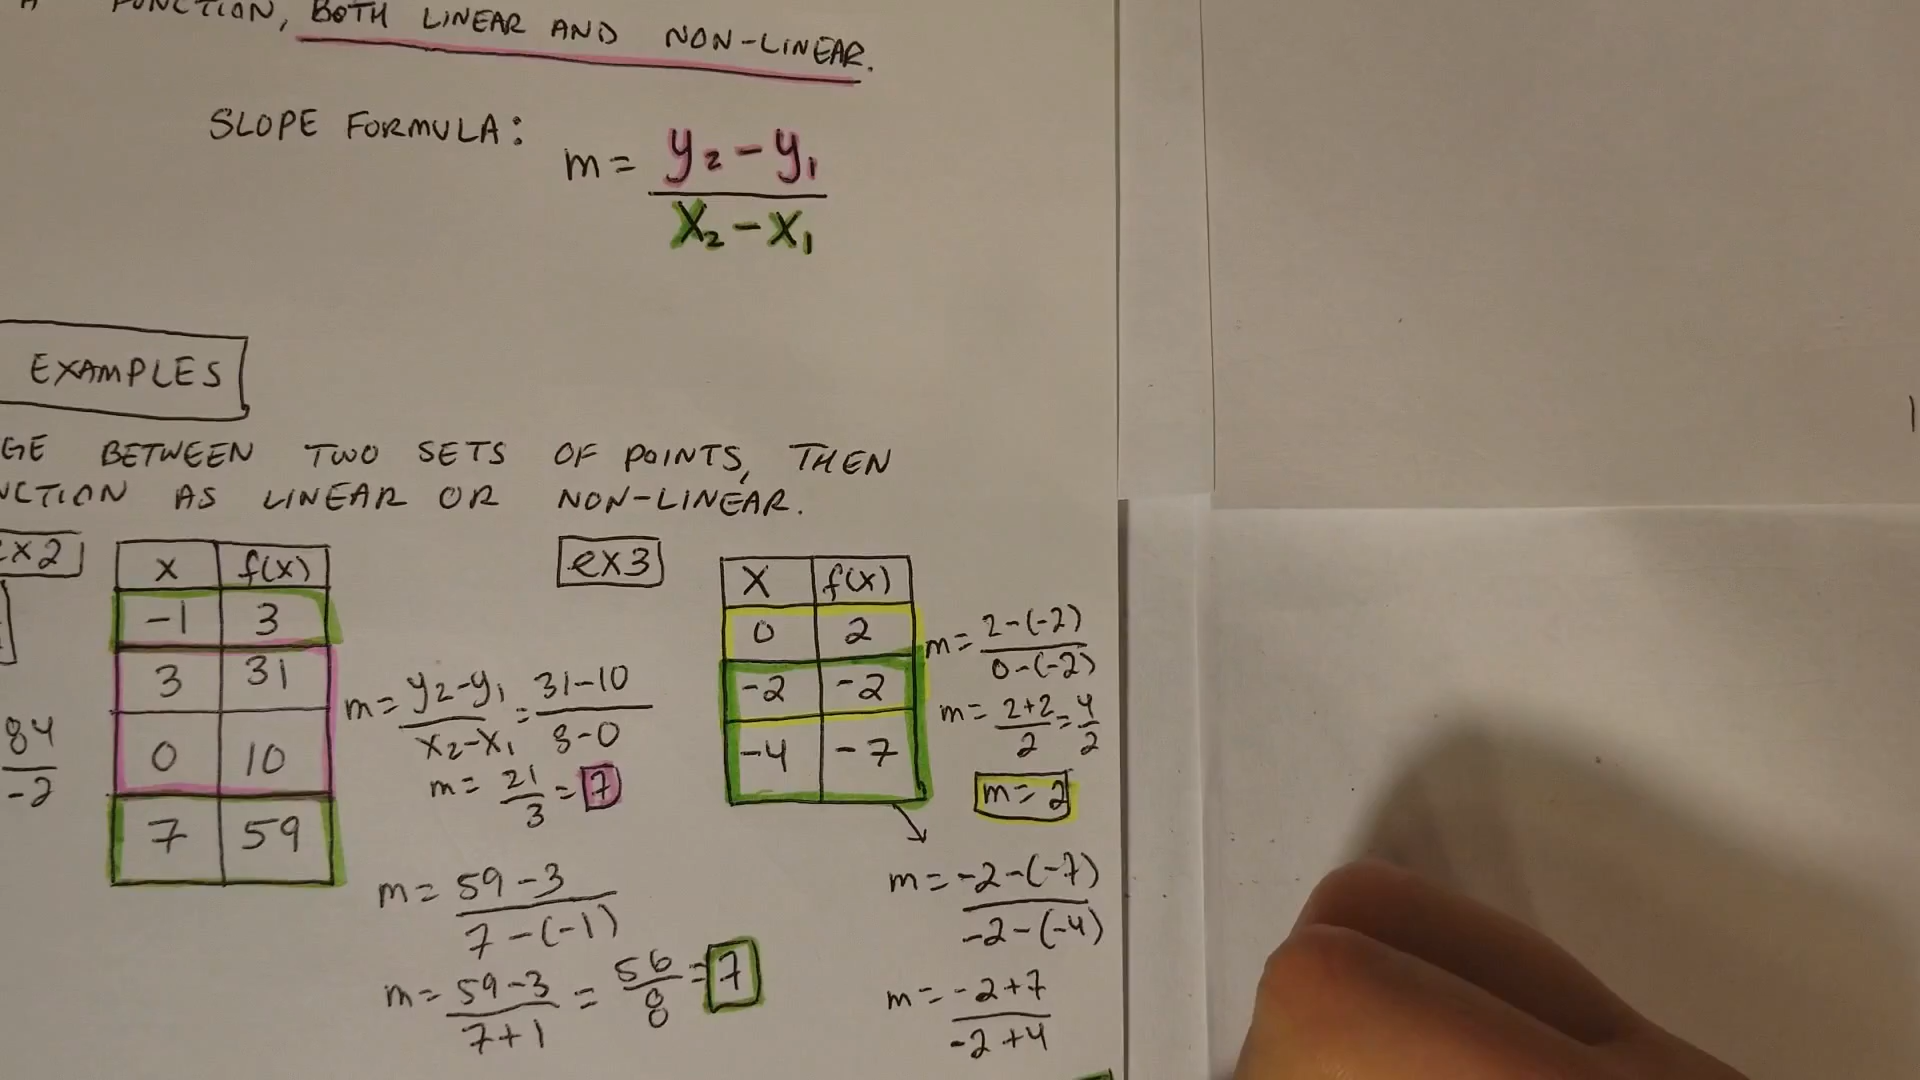 FUNCTION, BOTH LINEAR AND NON-LINEAR.
SLOPE FORMULA:
m = y₂ - y₁
x₂ - x₁
EXAMPLES
GE BETWEEN TWO SETS OF POINTS, THEN
NCTION AS LINEAR OR NON-LINEAR.
ex2
x f(x)
-1 3
3 31
0 10
7 59
84
-2
m = y₂-y₁ = 31-10
x₂-x₁ 3-0
m = 21 = 7
3
m = 59-3
7-(-1)
m = 59-3 = 56 = 7
7+1 8
ex3
x f(x)
0 2
-2 -2
-4 -7
m = 2-(-2)
0-(-2)
m = 2+2 = 4
2 2
m = 2
m = -2-(-7)
-2-(-4)
m = -2+7
-2+4